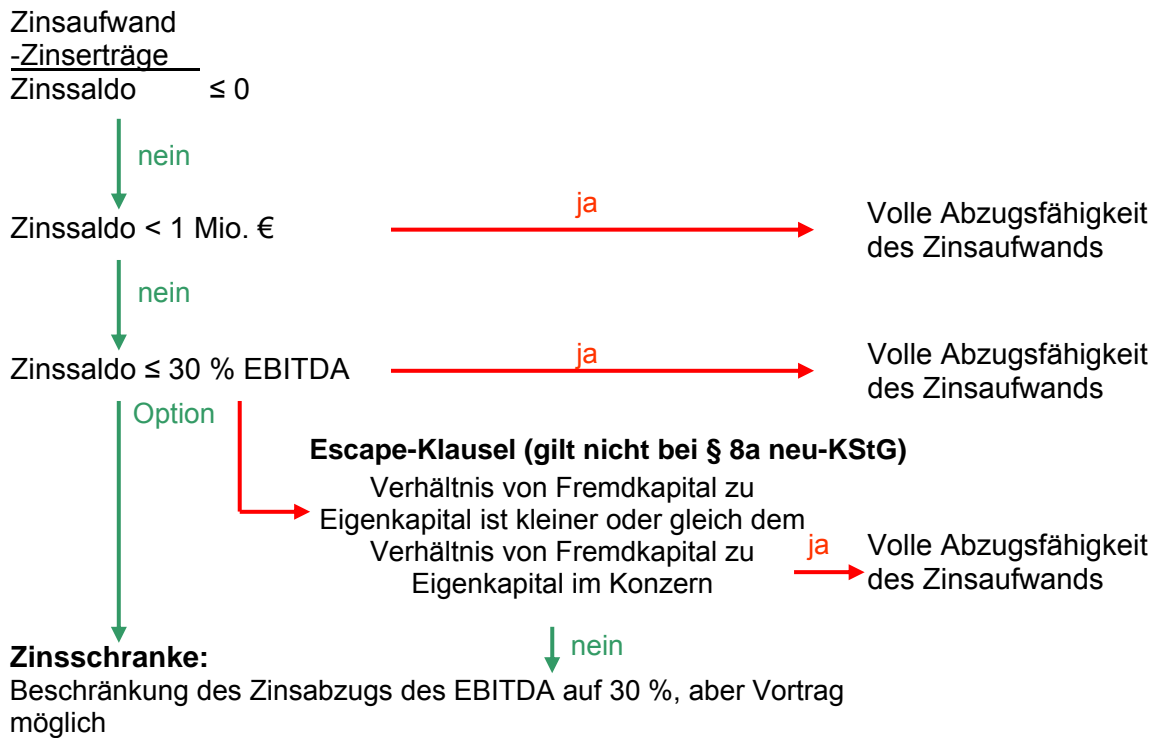 Zinsaufwand
-Zinserträge
Zinssaldo ≤ 0
nein
Zinssaldo < 1 Mio. €
ja
Volle Abzugsfähigkeit
des Zinsaufwands
nein
Zinssaldo ≤ 30 % EBITDA
ja
Volle Abzugsfähigkeit
des Zinsaufwands
Option
Escape-Klausel (gilt nicht bei § 8a neu-KStG)
Verhältnis von Fremdkapital zu
Eigenkapital ist kleiner oder gleich dem
Verhältnis von Fremdkapital zu
Eigenkapital im Konzern
ja
Volle Abzugsfähigkeit
des Zinsaufwands
nein
Zinsschranke:
Beschränkung des Zinsabzugs des EBITDA auf 30 %, aber Vortrag
möglich